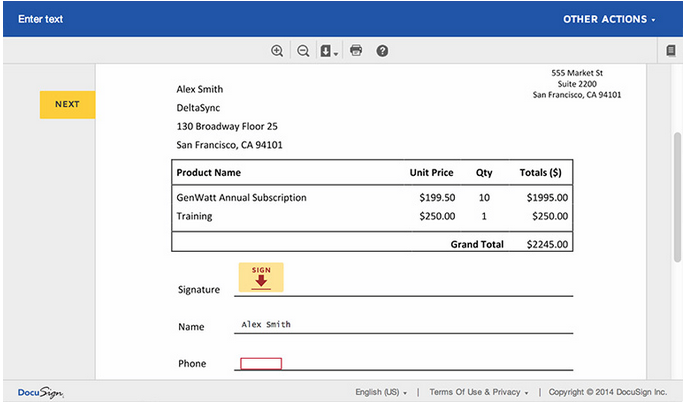 Enter text
OTHER ACTIONS
555 Market St
Suite 2200
San Francisco, CA 94101
NEXT
Alex Smith
DeltaSync
130 Broadway Floor 25
San Francisco, CA 94101
Product Name Unit Price Qty Totals ($)
GenWatt Annual Subscription $199.50 10 $1995.00
Training $250.00 1 $250.00
Grand Total $2245.00
SIGN
Signature
Name Alex Smith
Phone
DocuSign English (US) | Terms Of Use & Privacy | Copyright © 2014 DocuSign Inc.